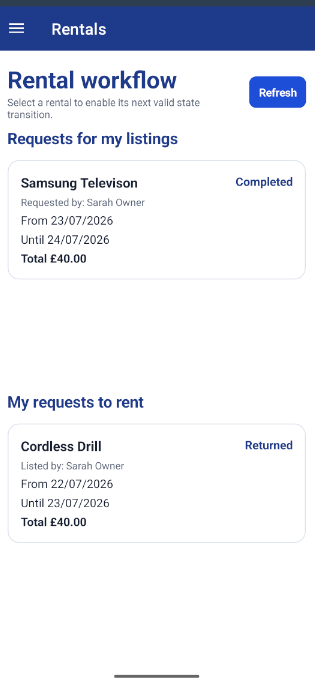 Rentals
Rental workflow
Select a rental to enable its next valid state
transition.
Refresh
Requests for my listings
Samsung Televison
Completed
Requested by: Sarah Owner
From 23/07/2026
Until 24/07/2026
Total £40.00
My requests to rent
Cordless Drill
Returned
Listed by: Sarah Owner
From 22/07/2026
Until 23/07/2026
Total £40.00